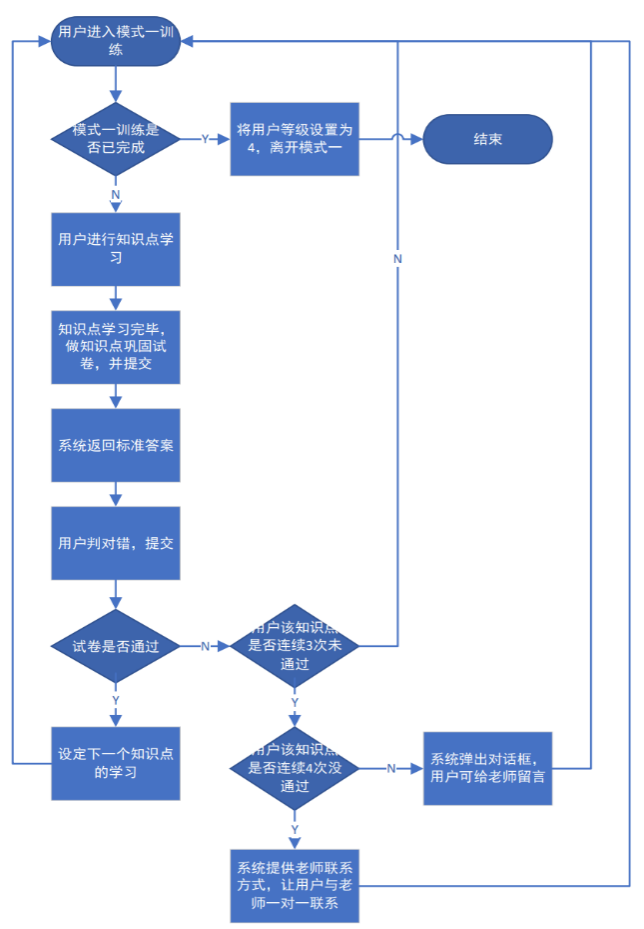 用户进入模式一训
练
模式一训练是
否已完成
Y
将用户等级设置为
4，离开模式一
结束
N
用户进行知识点学
习
N
知识点学习完毕，
做知识点巩固试
卷，并提交
系统返回标准答案
用户判对错，提交
试卷是否通过
N
用户该知识点
是否连续3次未
通过
Y
Y
设定下一个知识点
的学习
用户该知识点
是否连续4次没
通过
N
系统弹出对话框，
用户可给老师留言
Y
系统提供老师联系
方式，让用户与老
师一对一联系